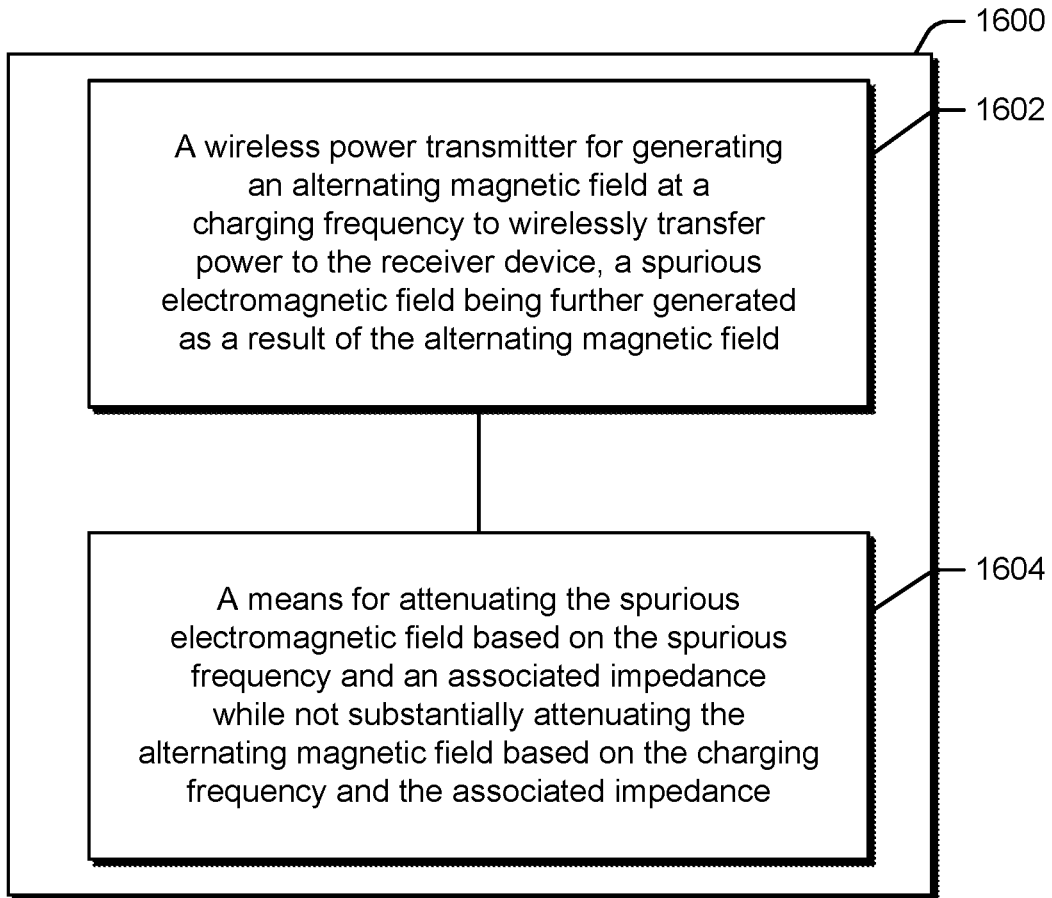 1600
1602
A wireless power transmitter for generating
an alternating magnetic field at a
charging frequency to wirelessly transfer
power to the receiver device, a spurious
electromagnetic field being further generated
as a result of the alternating magnetic field
1604
A means for attenuating the spurious
electromagnetic field based on the spurious
frequency and an associated impedance
while not substantially attenuating the
alternating magnetic field based on the charging
frequency and the associated impedance